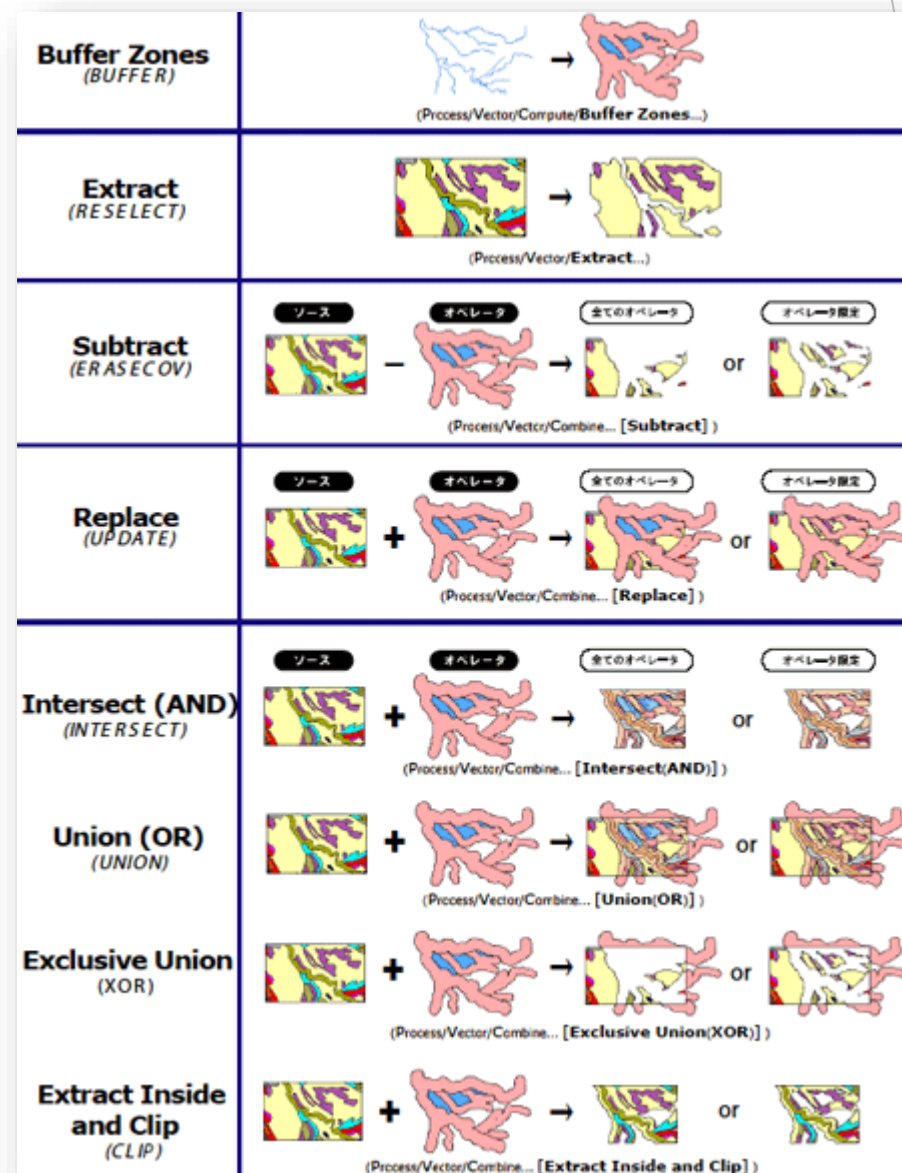 Buffer Zones
(BUFFER)
→
(Process/Vector/Compute/Buffer Zones...)
Extract
(RESELECT)
→
(Process/Vector/Extract...)
Subtract
(ERASECOV)
ソース オペレータ 全てのオペレータ オペレータ限定
− → or
(Process/Vector/Combine... [Subtract] )
Replace
(UPDATE)
ソース オペレータ 全てのオペレータ オペレータ限定
+ → or
(Process/Vector/Combine... [Replace] )
Intersect (AND)
(INTERSECT)
ソース オペレータ 全てのオペレータ オペレータ限定
+ → or
(Process/Vector/Combine... [Intersect(AND)] )
Union (OR)
(UNION)
+ → or
(Process/Vector/Combine... [Union(OR)] )
Exclusive Union
(XOR)
+ → or
(Process/Vector/Combine... [Exclusive Union(XOR)] )
Extract Inside
and Clip
(CLIP)
+ → or
(Process/Vector/Combine... [Extract Inside and Clip] )